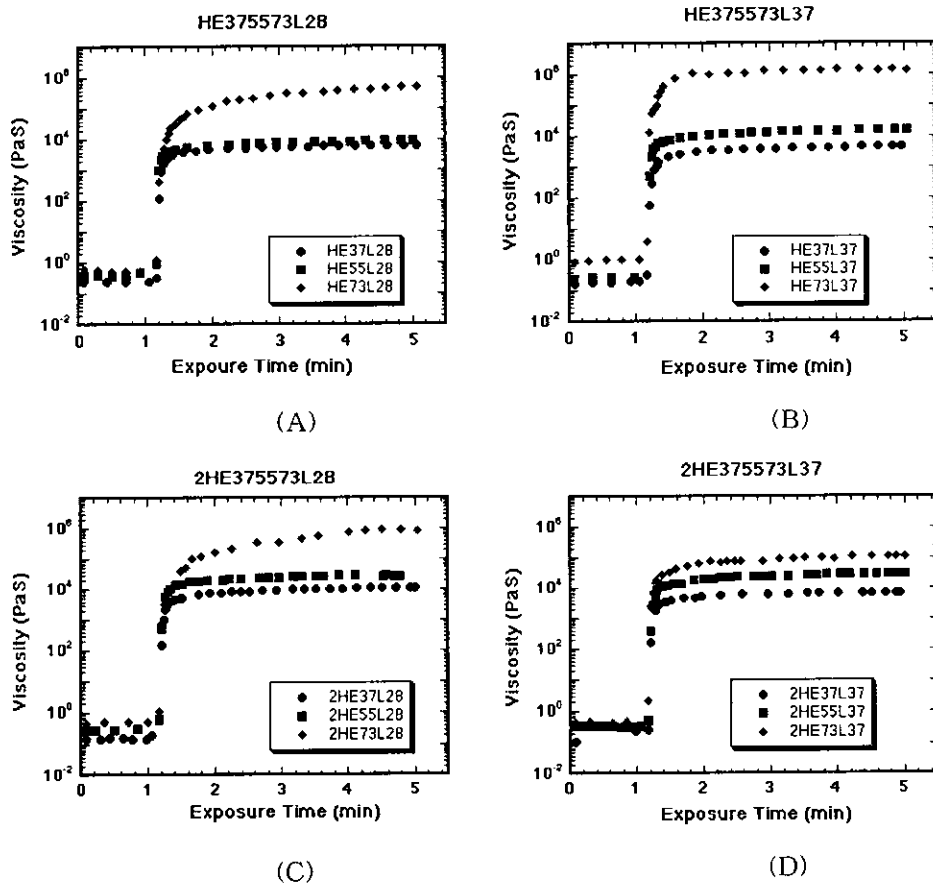 HE375573L28
Viscosity (PaS)
10^6
10^4
10^2
10^0
10^-2
HE37L28
HE55L28
HE73L28
0 1 2 3 4 5
Expoure Time (min)
(A)
HE375573L37
Viscosity (PaS)
10^6
10^4
10^2
10^0
10^-2
HE37L37
HE55L37
HE73L37
0 1 2 3 4 5
Exposure Time (min)
(B)
2HE375573L28
Viscosity (PaS)
10^6
10^4
10^2
10^0
10^-2
2HE37L28
2HE55L28
2HE73L28
0 1 2 3 4 5
Exposure Time (min)
(C)
2HE375573L37
Viscosity (PaS)
10^6
10^4
10^2
10^0
10^-2
2HE37L37
2HE55L37
2HE73L37
0 1 2 3 4 5
Exposure Time (min)
(D)